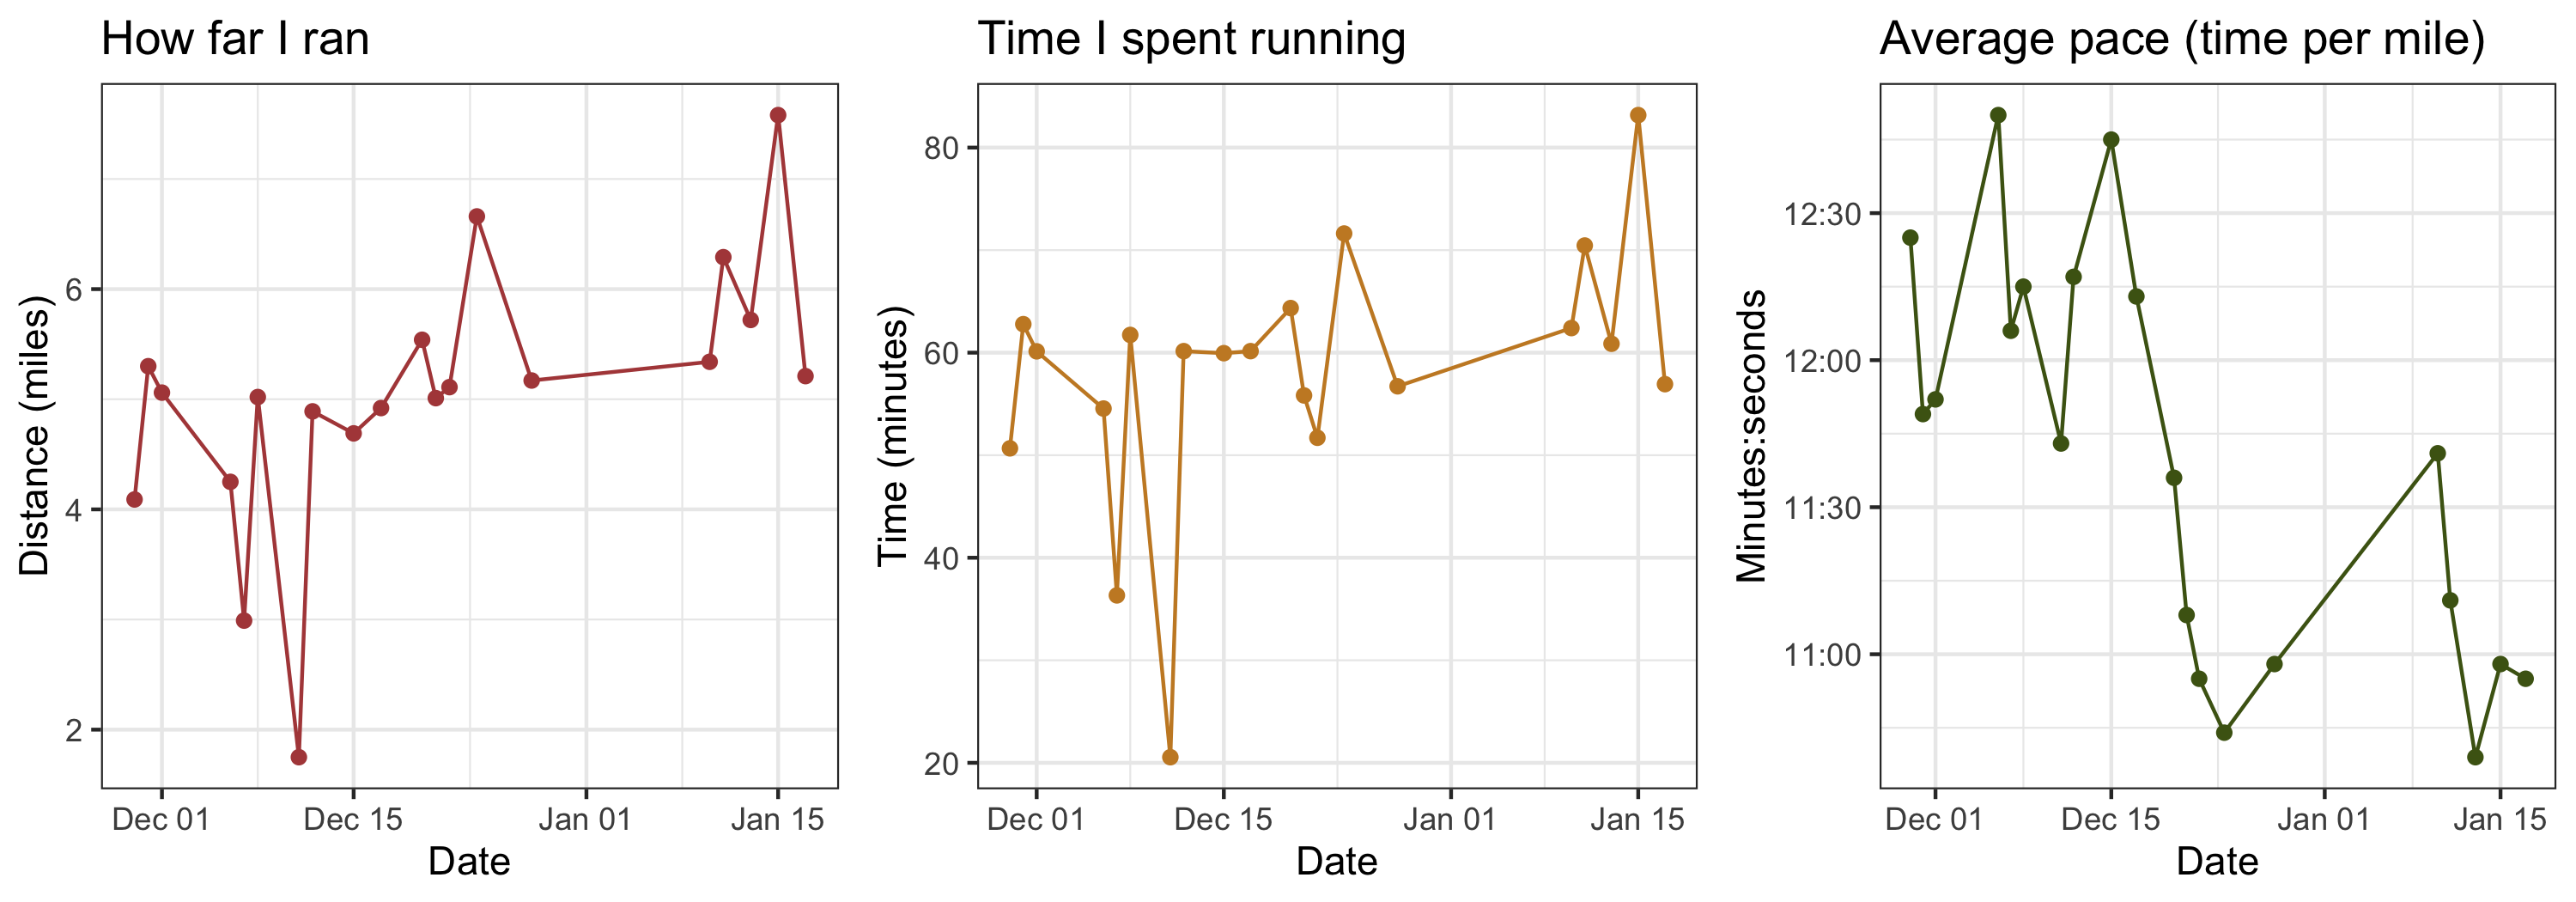 How far I ran
Distance (miles)
6
4
2
Dec 01 Dec 15 Jan 01 Jan 15
Date
Time I spent running
Time (minutes)
80
60
40
20
Dec 01 Dec 15 Jan 01 Jan 15
Date
Average pace (time per mile)
Minutes:seconds
12:30
12:00
11:30
11:00
Dec 01 Dec 15 Jan 01 Jan 15
Date